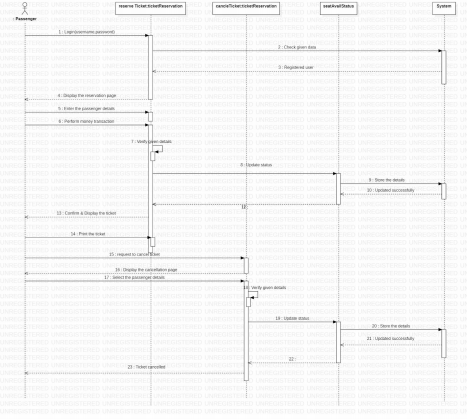 reserve Ticket:ticketReservation
cancleTicket:ticketReservation
seatAvailStatus
System
: Passenger
1 : Login(username,password)
2 : Check given data
3 : Registered user
4 : Display the reservation page
5 : Enter the passenger details
6 : Perform money transaction
7 : Verify given details
8 : Update status
9 : Store the details
10 : Updated successfully
13 : Confirm & Display the ticket
14 : Print the ticket
15 : request to cancel ticket
16 : Display the cancellation page
17 : Select the passenger details
Verify given details
19 : Update status
20 : Store the details
21 : Updated successfully
22 :
23 : Ticket cancelled